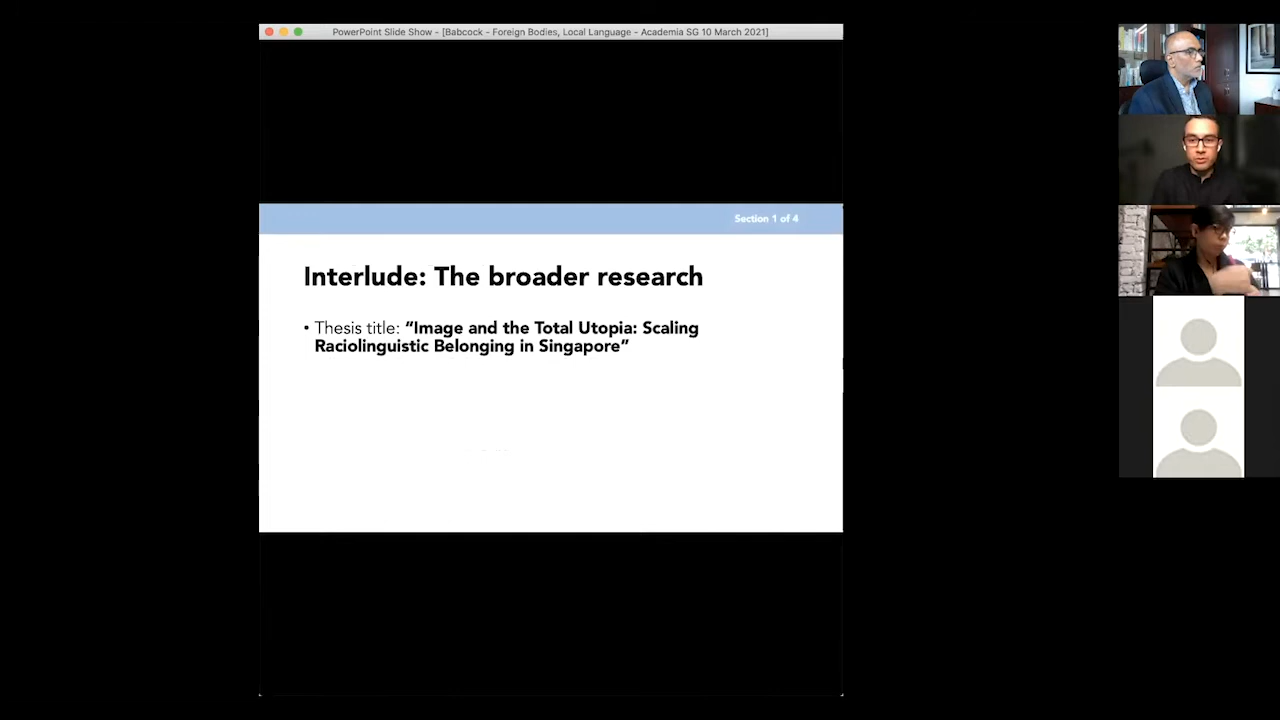 PowerPoint Slide Show - [Babcock - Foreign Bodies, Local Language - Academia SG 10 March 2021]
Section 1 of 4
Interlude: The broader research
• Thesis title: “Image and the Total Utopia: Scaling
Raciolinguistic Belonging in Singapore”